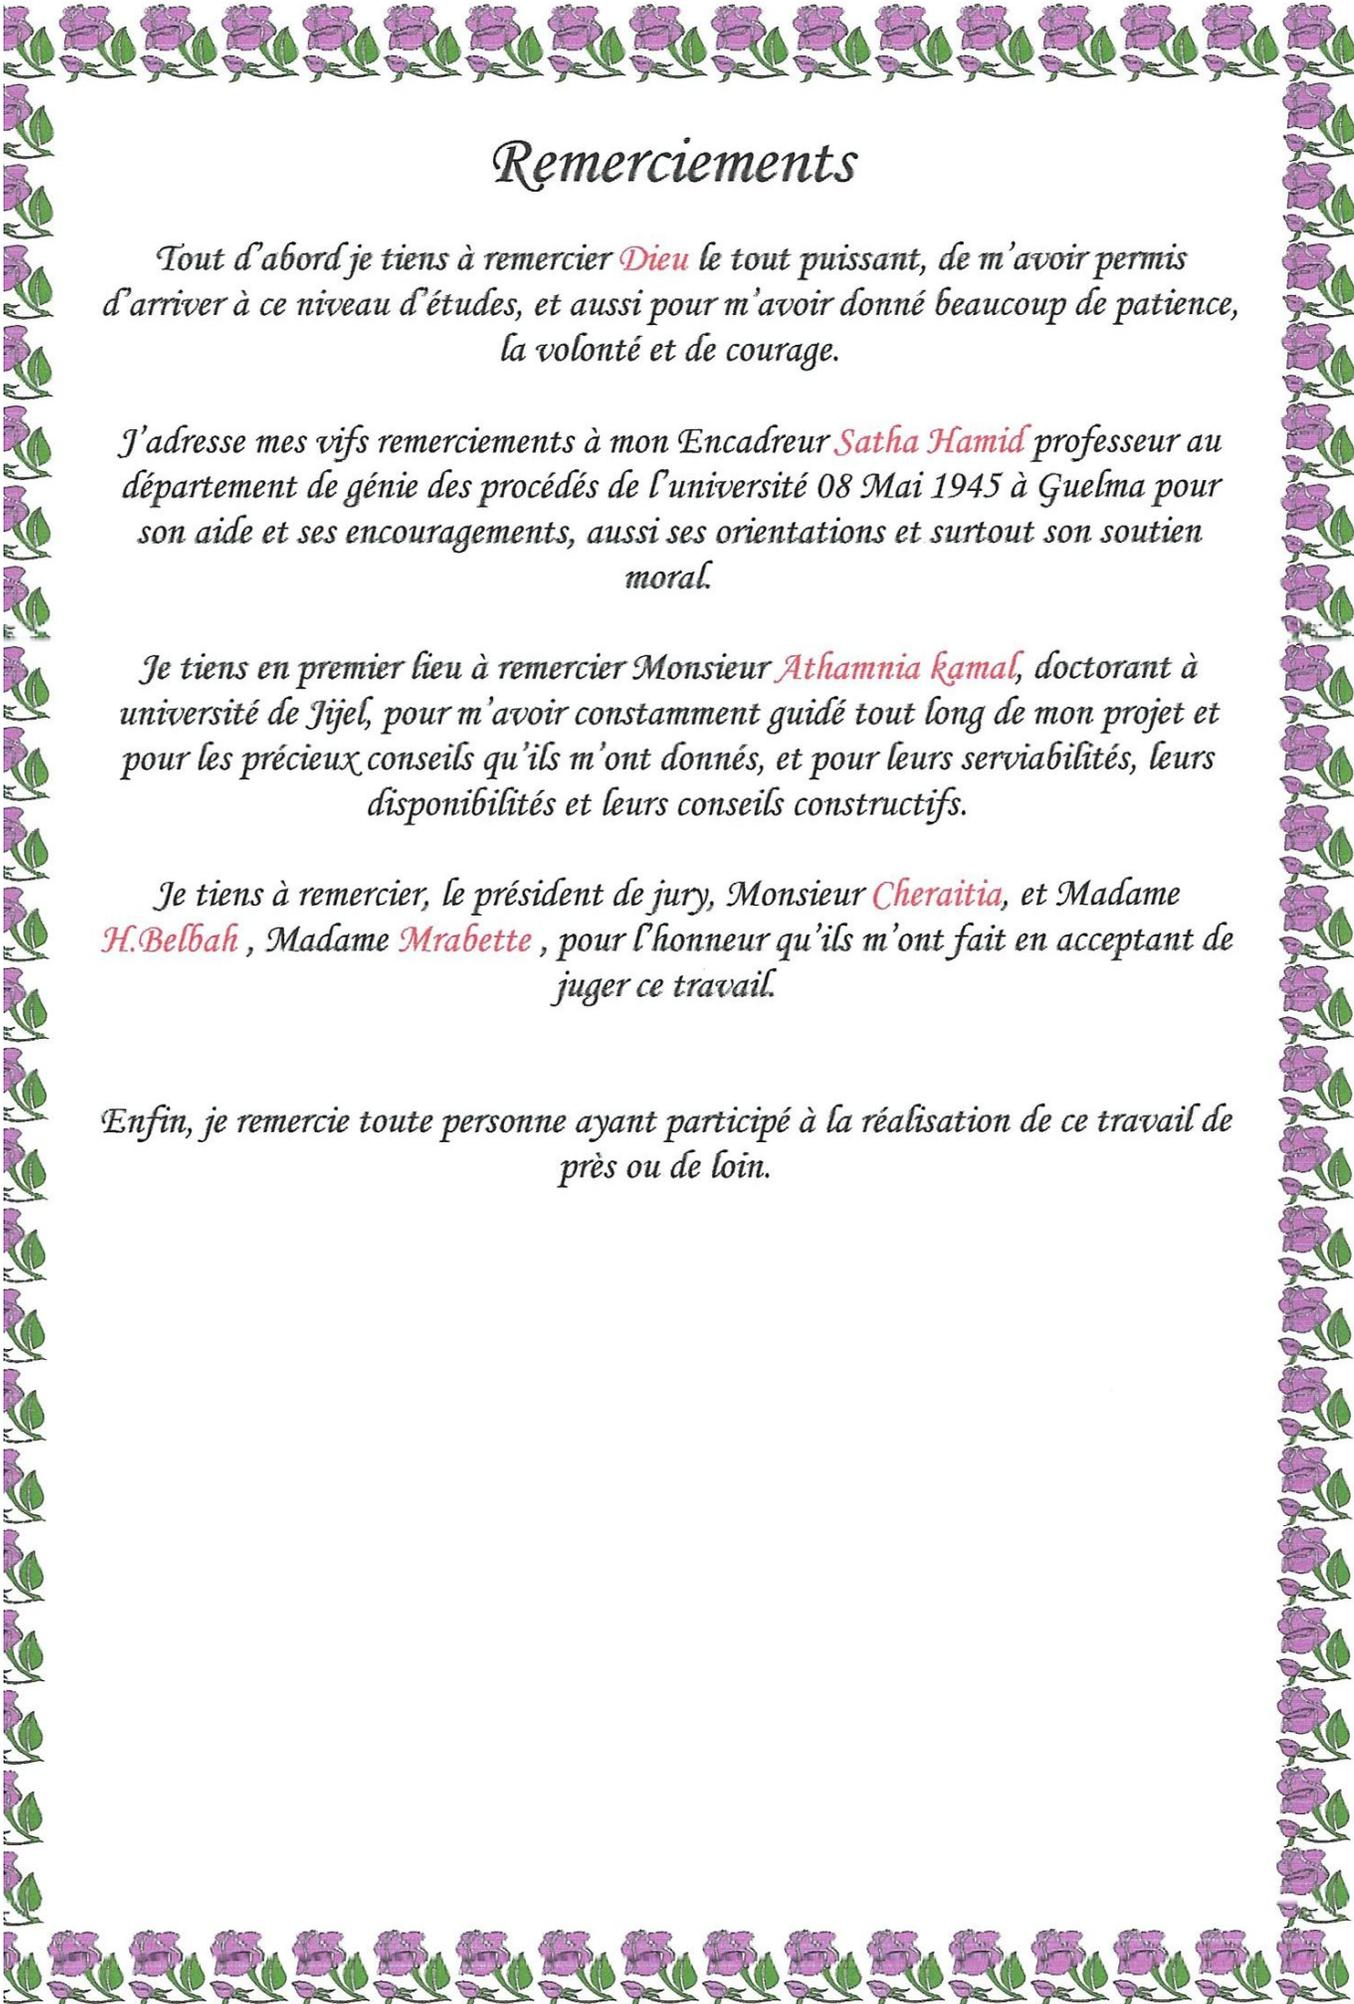 Remerciements
Tout d'abord je tiens à remercier Dieu le tout puissant, de m'avoir permis
d'arriver à ce niveau d'études, et aussi pour m'avoir donné beaucoup de patience,
la volonté et de courage.
J'adresse mes vifs remerciements à mon Encadreur Satha Hamid professeur au
département de génie des procédés de l'université 08 Mai 1945 à Guelma pour
son aide et ses encouragements, aussi ses orientations et surtout son soutien
moral.
Je tiens en premier lieu à remercier Monsieur Athamnia kamal, doctorant à
université de Jijel, pour m'avoir constamment guidé tout long de mon projet et
pour les précieux conseils qu'ils m'ont donnés, et pour leurs serviabilités, leurs
disponibilités et leurs conseils constructifs.
Je tiens à remercier, le président de jury, Monsieur Cheraitia, et Madame
H.Belbah , Madame Mrabette , pour l'honneur qu'ils m'ont fait en acceptant de
juger ce travail.
Enfin, je remercie toute personne ayant participé à la réalisation de ce travail de
près ou de loin.